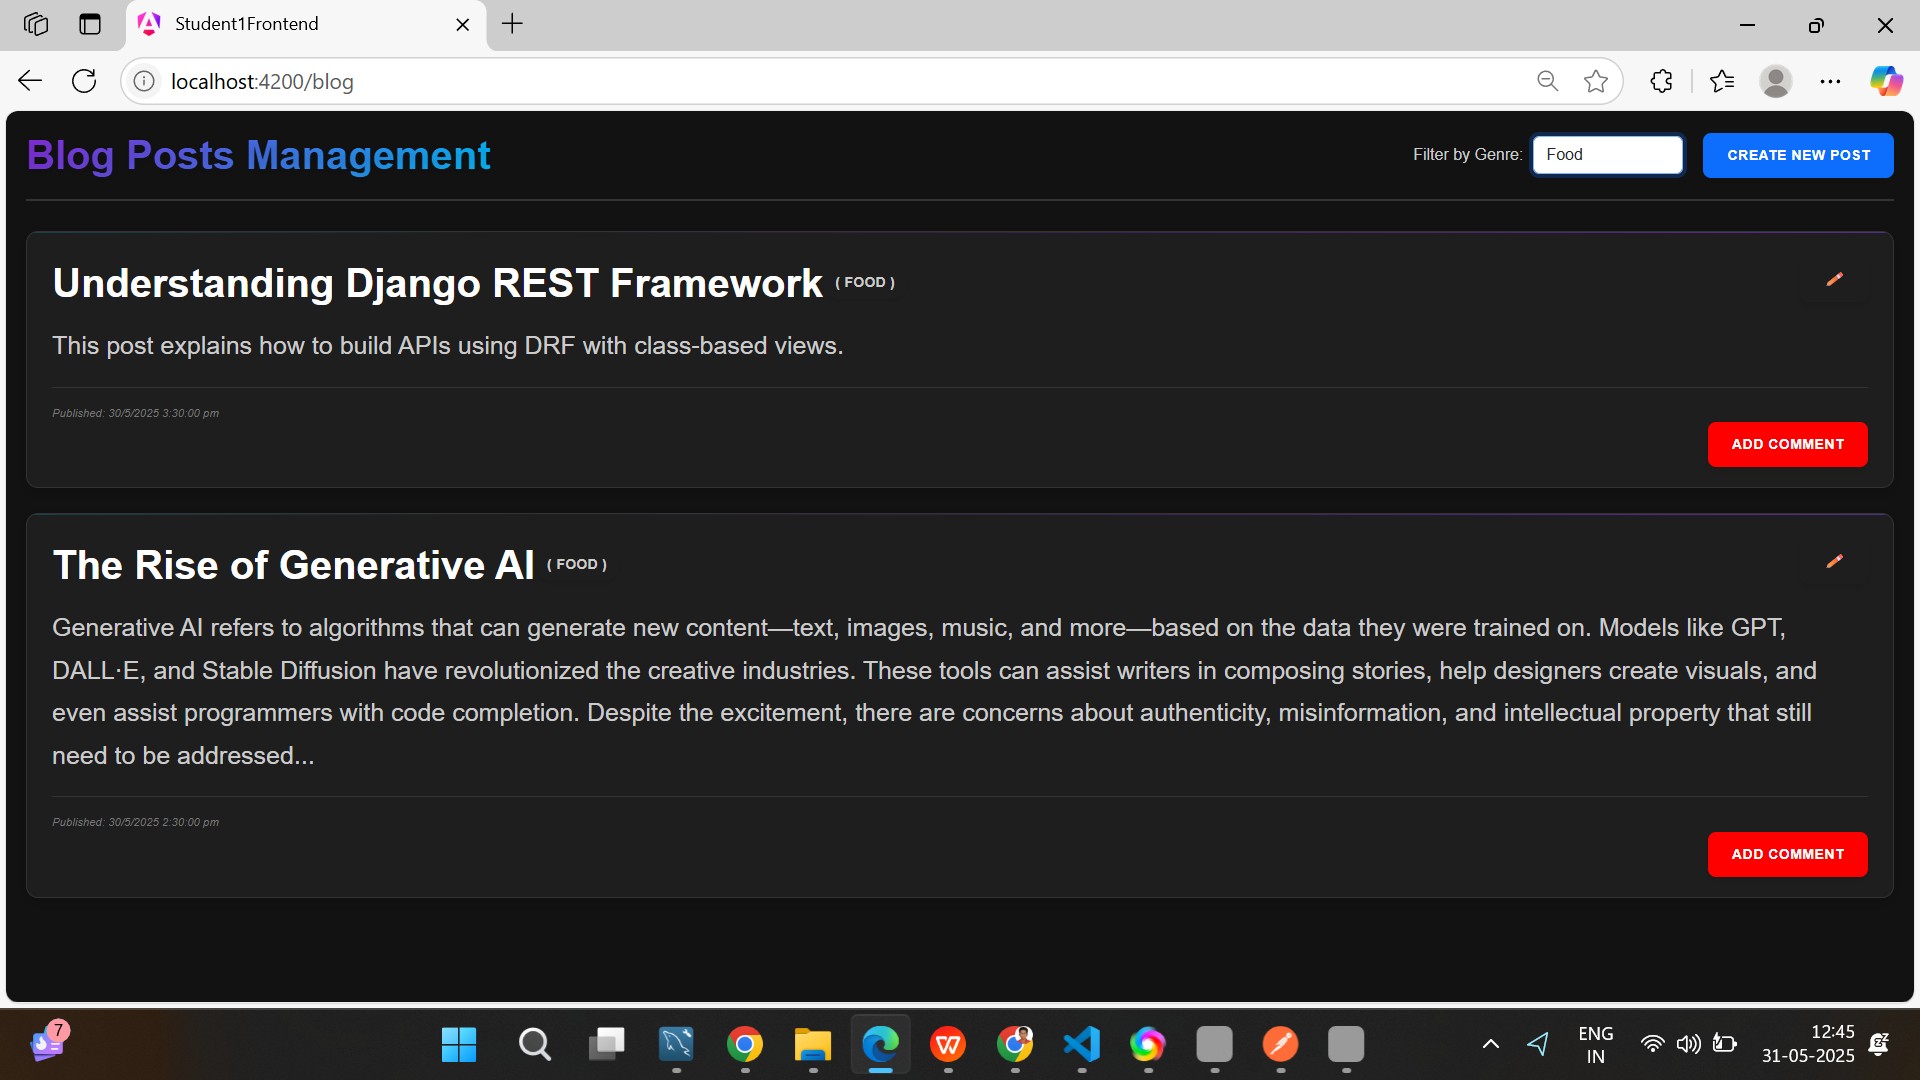 Student1Frontend
localhost:4200/blog
Blog Posts Management
Filter by Genre: Food
CREATE NEW POST
Understanding Django REST Framework ( FOOD )
This post explains how to build APIs using DRF with class-based views.
Published: 30/5/2025 3:30:00 pm
ADD COMMENT
The Rise of Generative AI ( FOOD )
Generative AI refers to algorithms that can generate new content—text, images, music, and more—based on the data they were trained on. Models like GPT,
DALL·E, and Stable Diffusion have revolutionized the creative industries. These tools can assist writers in composing stories, help designers create visuals, and
even assist programmers with code completion. Despite the excitement, there are concerns about authenticity, misinformation, and intellectual property that still
need to be addressed...
Published: 30/5/2025 2:30:00 pm
ADD COMMENT
7
ENG
IN
12:45
31-05-2025